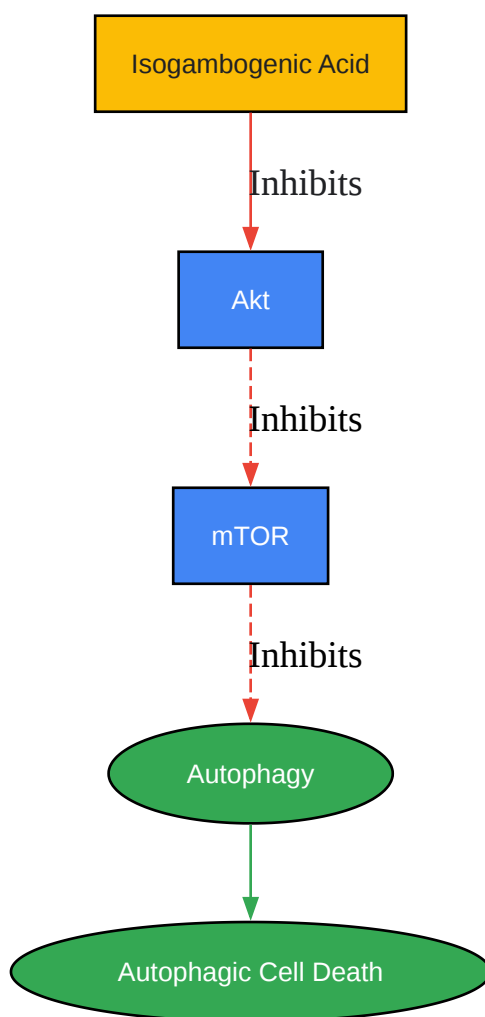 Isogambogenic Acid
Inhibits
Akt
Inhibits
mTOR
Inhibits
Autophagy
Autophagic Cell Death